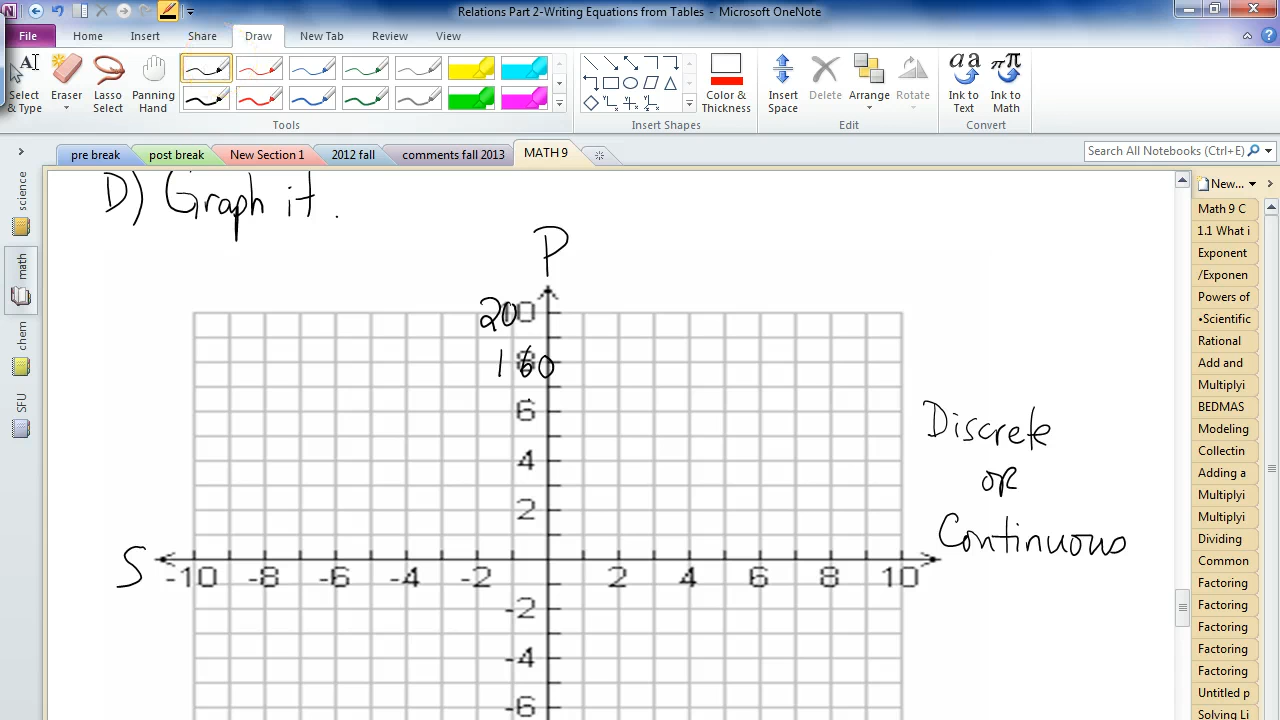 Relations Part 2-Writing Equations from Tables - Microsoft OneNote
File Home Insert Share Draw New Tab Review View
Select & Type
Eraser
Lasso Select
Panning Hand
Color & Thickness
Insert Space
Delete
Arrange
Rotate
Ink to Text
Ink to Math
Tools Insert Shapes Edit Convert
pre break post break New Section 1 2012 fall comments fall 2013 MATH 9
Search All Notebooks (Ctrl+E)
science
math
chem
SFU
New...
Math 9 C
1.1 What i
Exponent
/Exponen
Powers of
•Scientific
Rational
Add and
Multiplyi
BEDMAS
Modeling
Collectin
Adding a
Multiplyi
Multiplyi
Dividing
Common
Factoring
Factoring
Factoring
Factoring
Factoring
Untitled p
Solving Li
D) Graph it.
P
200
160
6
4
2
S
-10 -8 -6 -4 -2 2 4 6 8 10
-2
-4
-6
Discrete
or
Continuous